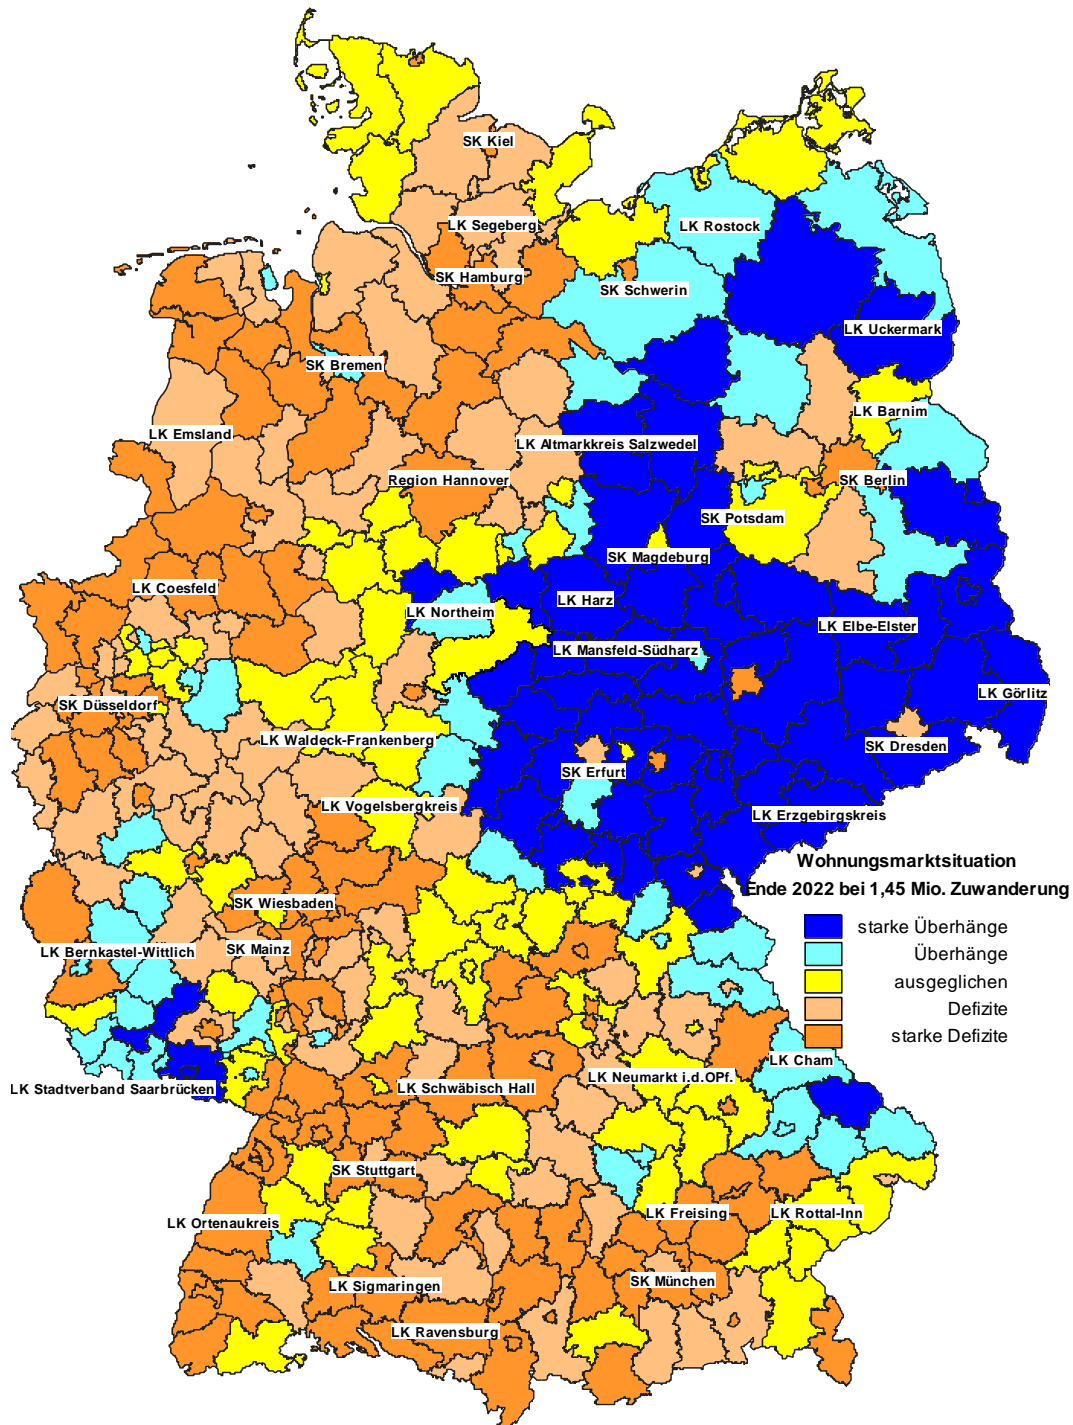 SK Kiel
LK Segeberg
LK Rostock
SK Hamburg
SK Schwerin
LK Uckermark
SK Bremen
LK Barnim
LK Emsland
LK Altmarkkreis Salzwedel
Region Hannover
SK Berlin
SK Potsdam
SK Magdeburg
LK Coesfeld
LK Harz
LK Northeim
LK Elbe-Elster
LK Mansfeld-Südharz
LK Görlitz
SK Düsseldorf
LK Waldeck-Frankenberg
SK Dresden
SK Erfurt
LK Vogelsbergkreis
LK Erzgebirgskreis
Wohnungsmarktsituation
Ende 2022 bei 1,45 Mio. Zuwanderung
starke Überhänge
Überhänge
ausgeglichen
Defizite
starke Defizite
SK Wiesbaden
LK Bernkastel-Wittlich
SK Mainz
LK Cham
LK Neumarkt i.d.OPf.
LK Stadtverband Saarbrücken
LK Schwäbisch Hall
SK Stuttgart
LK Ortenaukreis
LK Freising
LK Rottal-Inn
LK Sigmaringen
SK München
LK Ravensburg